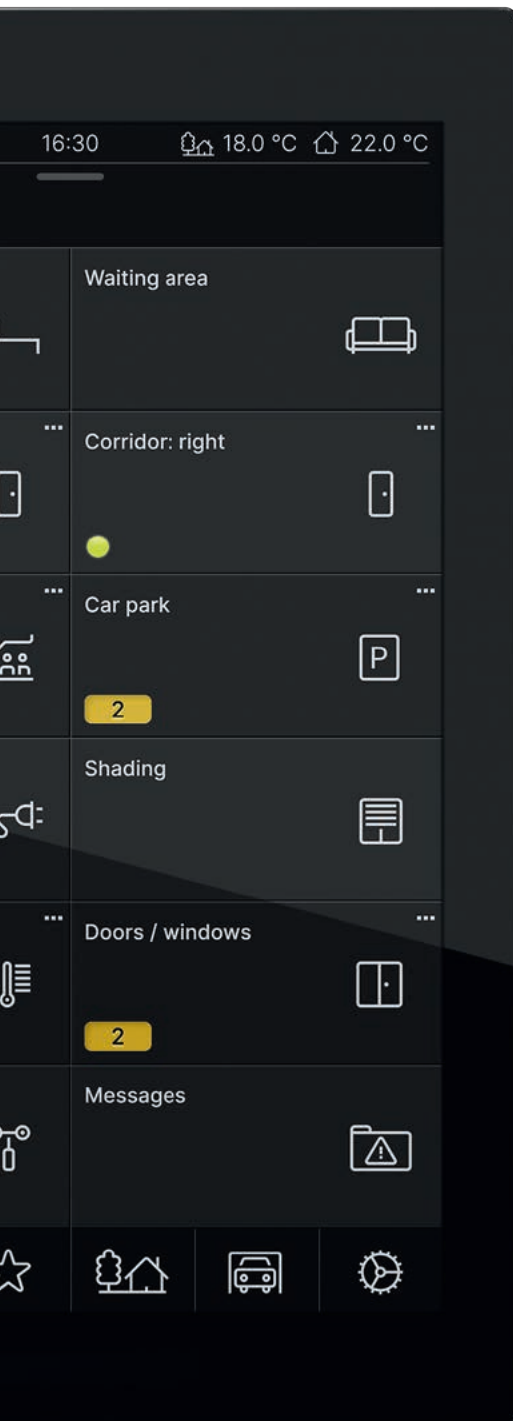 16:30 18.0 °C 22.0 °C
Waiting area
Corridor: right
Car park
P
2
Shading
Doors / windows
2
Messages